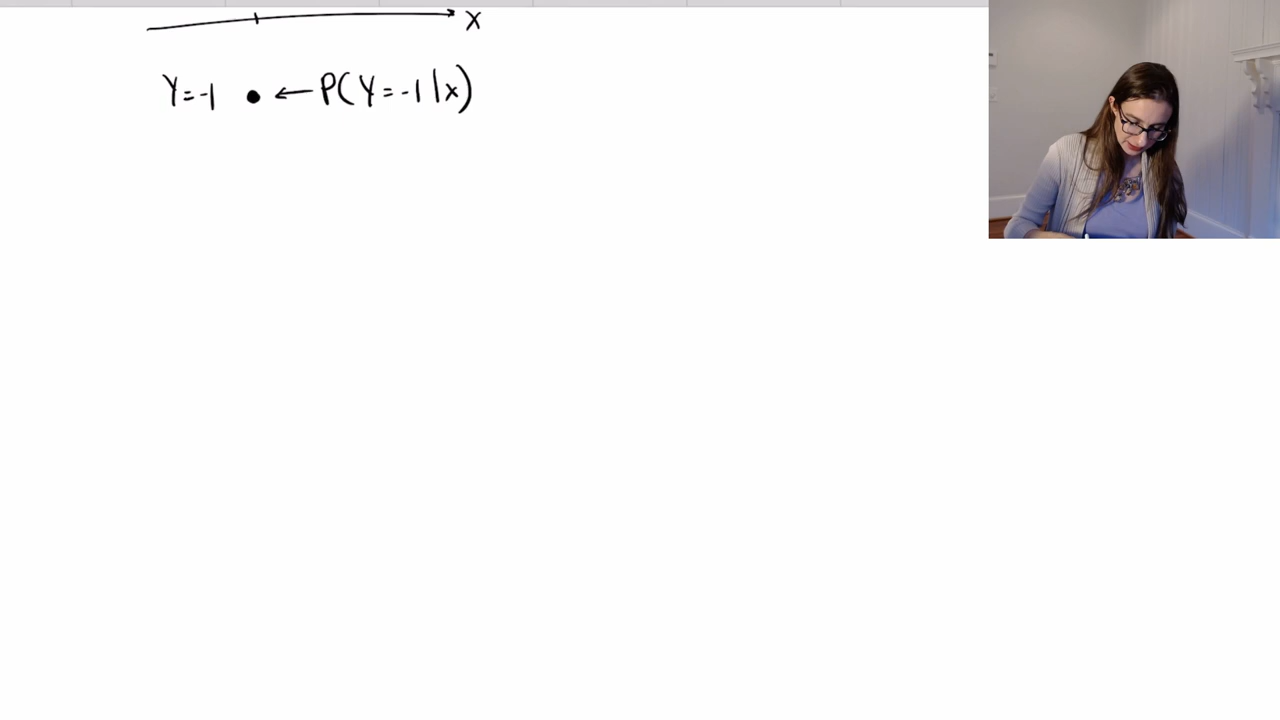 x
Y=-1 • ← P(Y=-1|x)